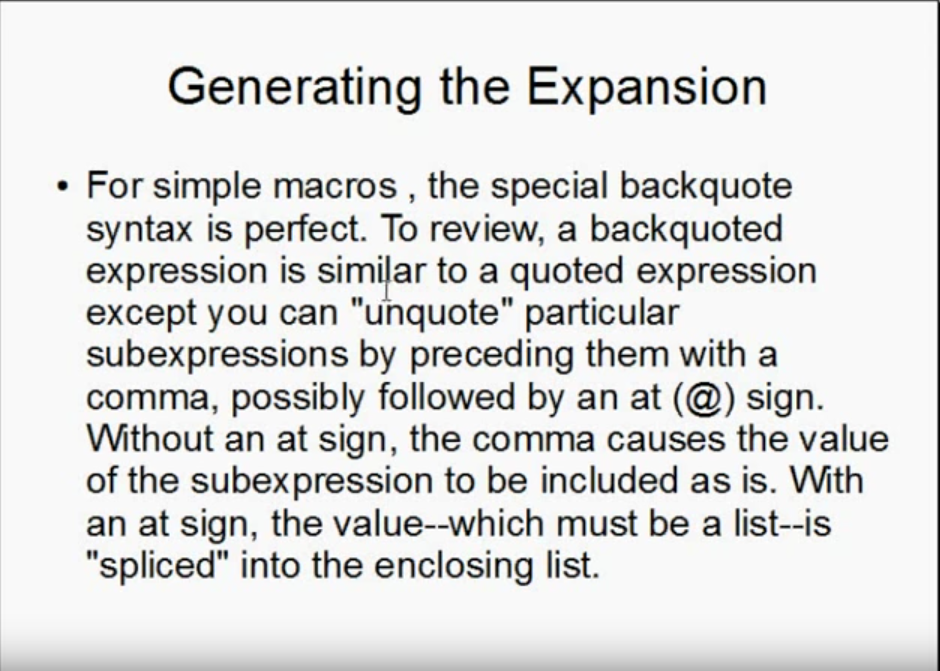 Generating the Expansion
• For simple macros , the special backquote
syntax is perfect. To review, a backquoted
expression is similar to a quoted expression
except you can "unquote" particular
subexpressions by preceding them with a
comma, possibly followed by an at (@) sign.
Without an at sign, the comma causes the value
of the subexpression to be included as is. With
an at sign, the value--which must be a list--is
"spliced" into the enclosing list.